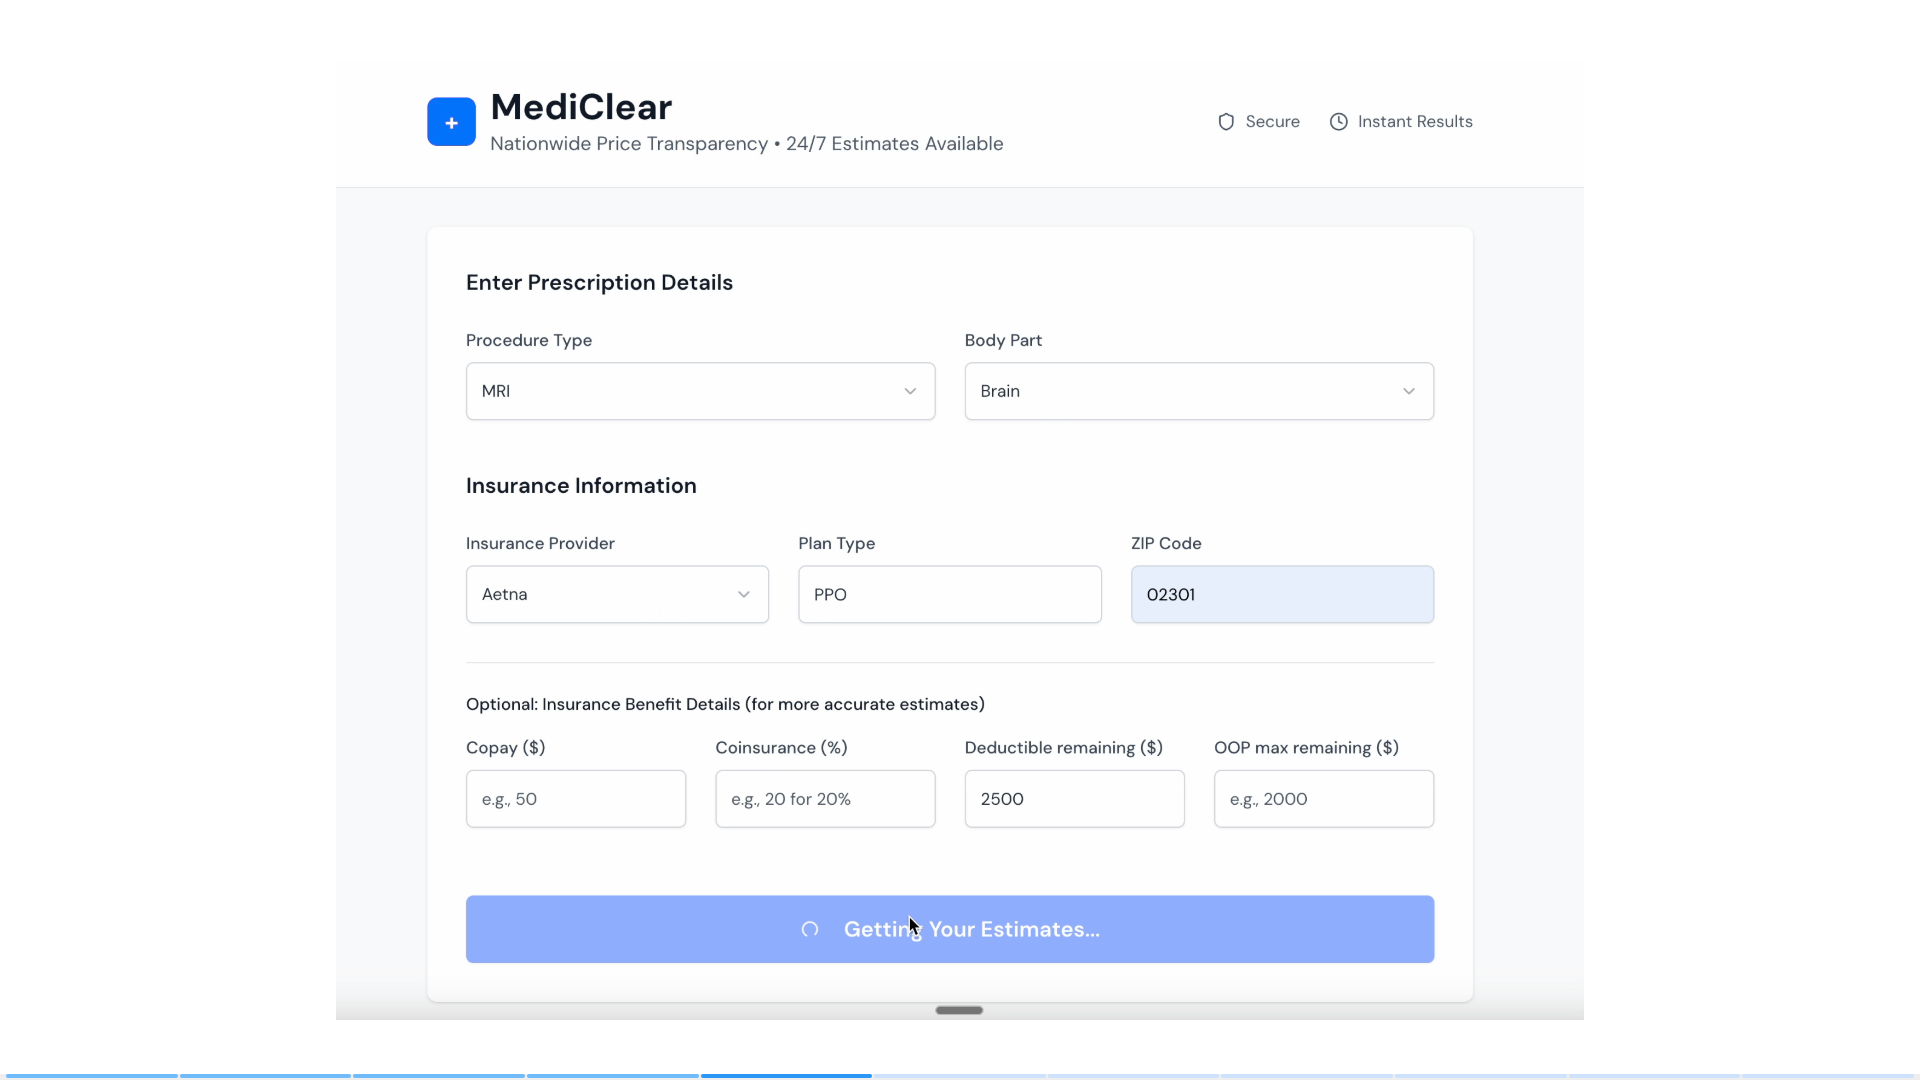 MediClear
Nationwide Price Transparency • 24/7 Estimates Available
Secure
Instant Results
Enter Prescription Details
Procedure Type
Body Part
MRI
Brain
Insurance Information
Insurance Provider
Plan Type
ZIP Code
Aetna
PPO
02301
Optional: Insurance Benefit Details (for more accurate estimates)
Copay ($)
Coinsurance (%)
Deductible remaining ($)
OOP max remaining ($)
e.g., 50
e.g., 20 for 20%
2500
e.g., 2000
Getting Your Estimates...